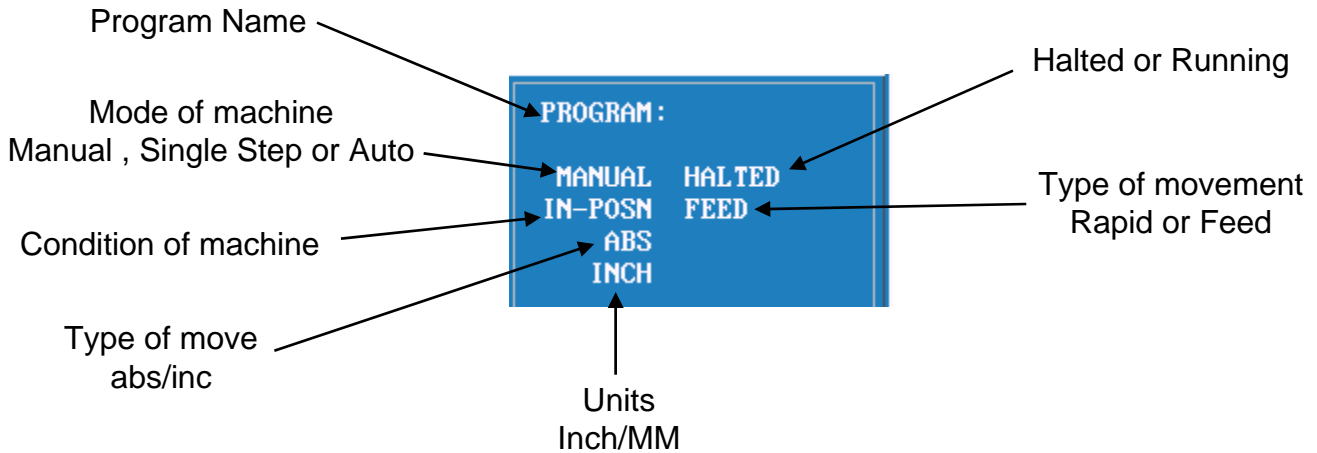 Program Name
Halted or Running
Mode of machine
Manual , Single Step or Auto
PROGRAM:
MANUAL HALTED
IN-POSN FEED
ABS
INCH
Type of movement
Rapid or Feed
Condition of machine
Type of move
abs/inc
Units
Inch/MM